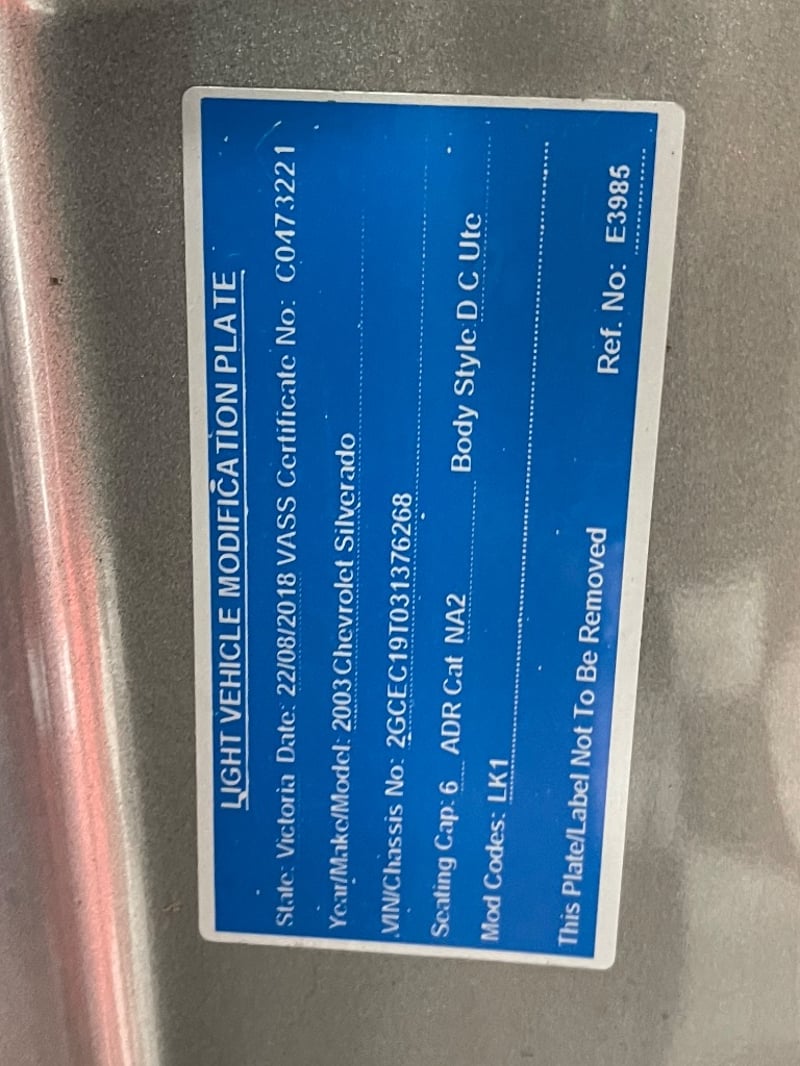 LIGHT VEHICLE MODIFICATION PLATE
State: Victoria Date: 22/08/2018 VASS Certificate No: C0473221
Year/Make/Model: 2003 Chevrolet Silverado
VIN/Chassis No: 2GCEC19T031376268
Seating Cap: 6 ADR Cat NA2 Body Style: D C Ute
Mod Codes: LK1
This Plate/Label Not To Be Removed Ref. No: E3985